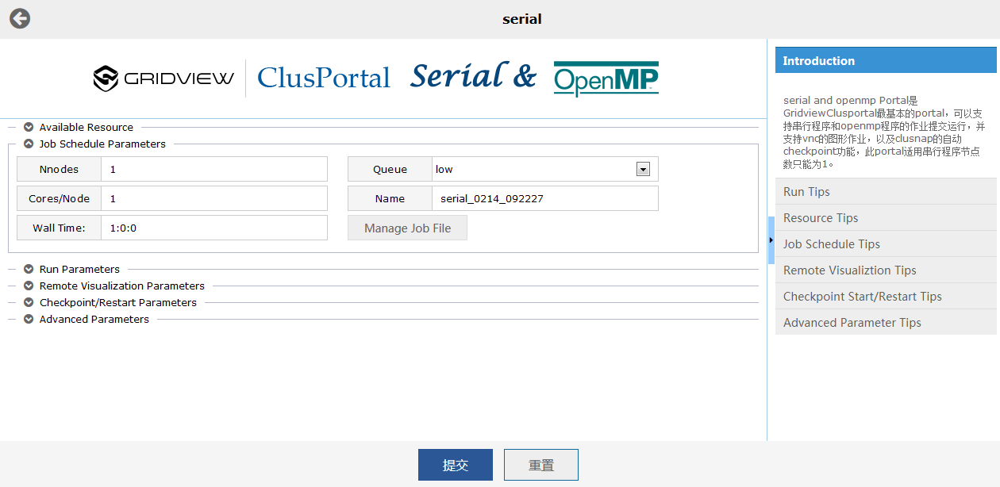 serial
GRIDVIEW ClusPortal Serial & OpenMP
Available Resource
Job Schedule Parameters
Nnodes 1 Queue low
Cores/Node 1 Name serial_0214_092227
Wall Time: 1:0:0 Manage Job File
Run Parameters
Remote Visualization Parameters
Checkpoint/Restart Parameters
Advanced Parameters
Introduction
serial and openmp Portal是
GridviewClusportal最基本的portal，可以支
持串行程序和openmp程序的作业提交运行，并
支持vnc的图形作业，以及clusnap的自动
checkpoint功能，此portal适用串行程序节点
数只能为1。
Run Tips
Resource Tips
Job Schedule Tips
Remote Visualiztion Tips
Checkpoint Start/Restart Tips
Advanced Parameter Tips
提交 重置